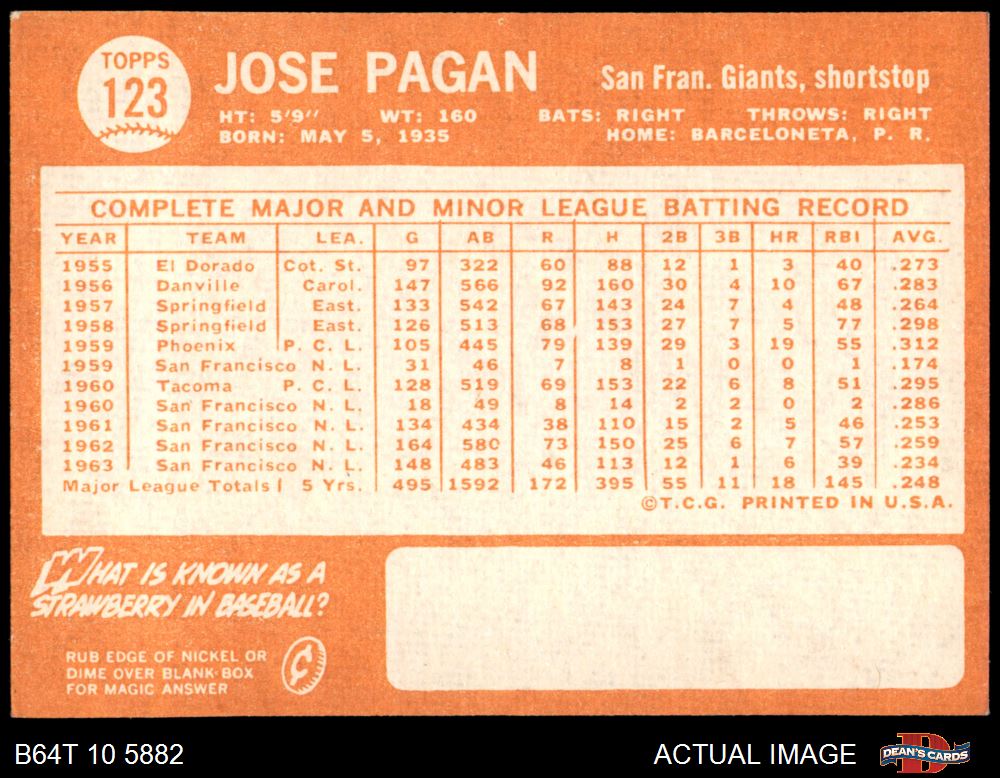 TOPPS
123
JOSE PAGAN
San Fran. Giants, shortstop
HT: 5'9" WT: 160 BATS: RIGHT THROWS: RIGHT
BORN: MAY 5, 1935 HOME: BARCELONETA, P. R.
COMPLETE MAJOR AND MINOR LEAGUE BATTING RECORD
YEAR TEAM LEA. G AB R H 2B 3B HR RBI AVG.
1955 El Dorado Cot. St. 97 322 60 88 12 1 3 40 .273
1956 Danville Carol. 147 566 92 160 30 4 10 67 .283
1957 Springfield East. 133 542 67 143 24 7 4 48 .264
1958 Springfield East. 126 513 68 153 27 7 5 77 .298
1959 Phoenix P. C. L. 105 445 79 139 29 3 19 55 .312
1959 San Francisco N. L. 31 46 7 8 1 0 0 1 .174
1960 Tacoma P. C. L. 128 519 69 153 22 6 8 51 .295
1960 San Francisco N. L. 18 49 8 14 2 2 0 2 .286
1961 San Francisco N. L. 134 434 38 110 15 2 5 46 .253
1962 San Francisco N. L. 164 580 73 150 25 6 7 57 .259
1963 San Francisco N. L. 148 483 46 113 12 1 6 39 .234
Major League Totals 5 Yrs. 495 1592 172 395 55 11 18 145 .248
©T.C.G. PRINTED IN U.S.A.
WHAT IS KNOWN AS A
STRAWBERRY IN BASEBALL?
RUB EDGE OF NICKEL OR
DIME OVER BLANK BOX
FOR MAGIC ANSWER
¢
B64T 10 5882
ACTUAL IMAGE
D
DEAN'S CARDS